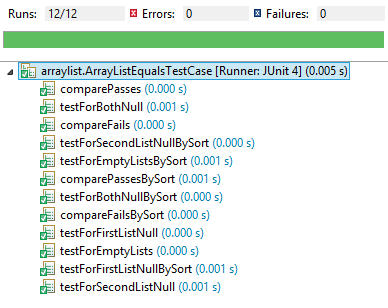 Runs: 12/12 Errors: 0 Failures: 0
arraylist.ArrayListEqualsTestCase [Runner: JUnit 4] (0.005 s)
comparePasses (0.000 s)
testForBothNull (0.001 s)
compareFails (0.000 s)
testForSecondListNullBySort (0.000 s)
testForEmptyListsBySort (0.001 s)
comparePassesBySort (0.001 s)
testForBothNullBySort (0.000 s)
compareFailsBySort (0.000 s)
testForFirstListNull (0.000 s)
testForEmptyLists (0.000 s)
testForFirstListNullBySort (0.001 s)
testForSecondListNull (0.001 s)